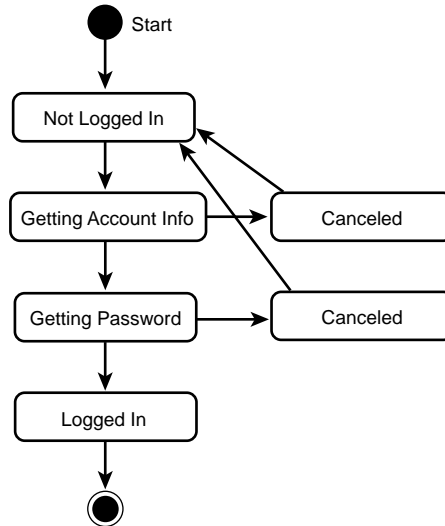 Start
Not Logged In
Getting Account Info
Canceled
Getting Password
Canceled
Logged In